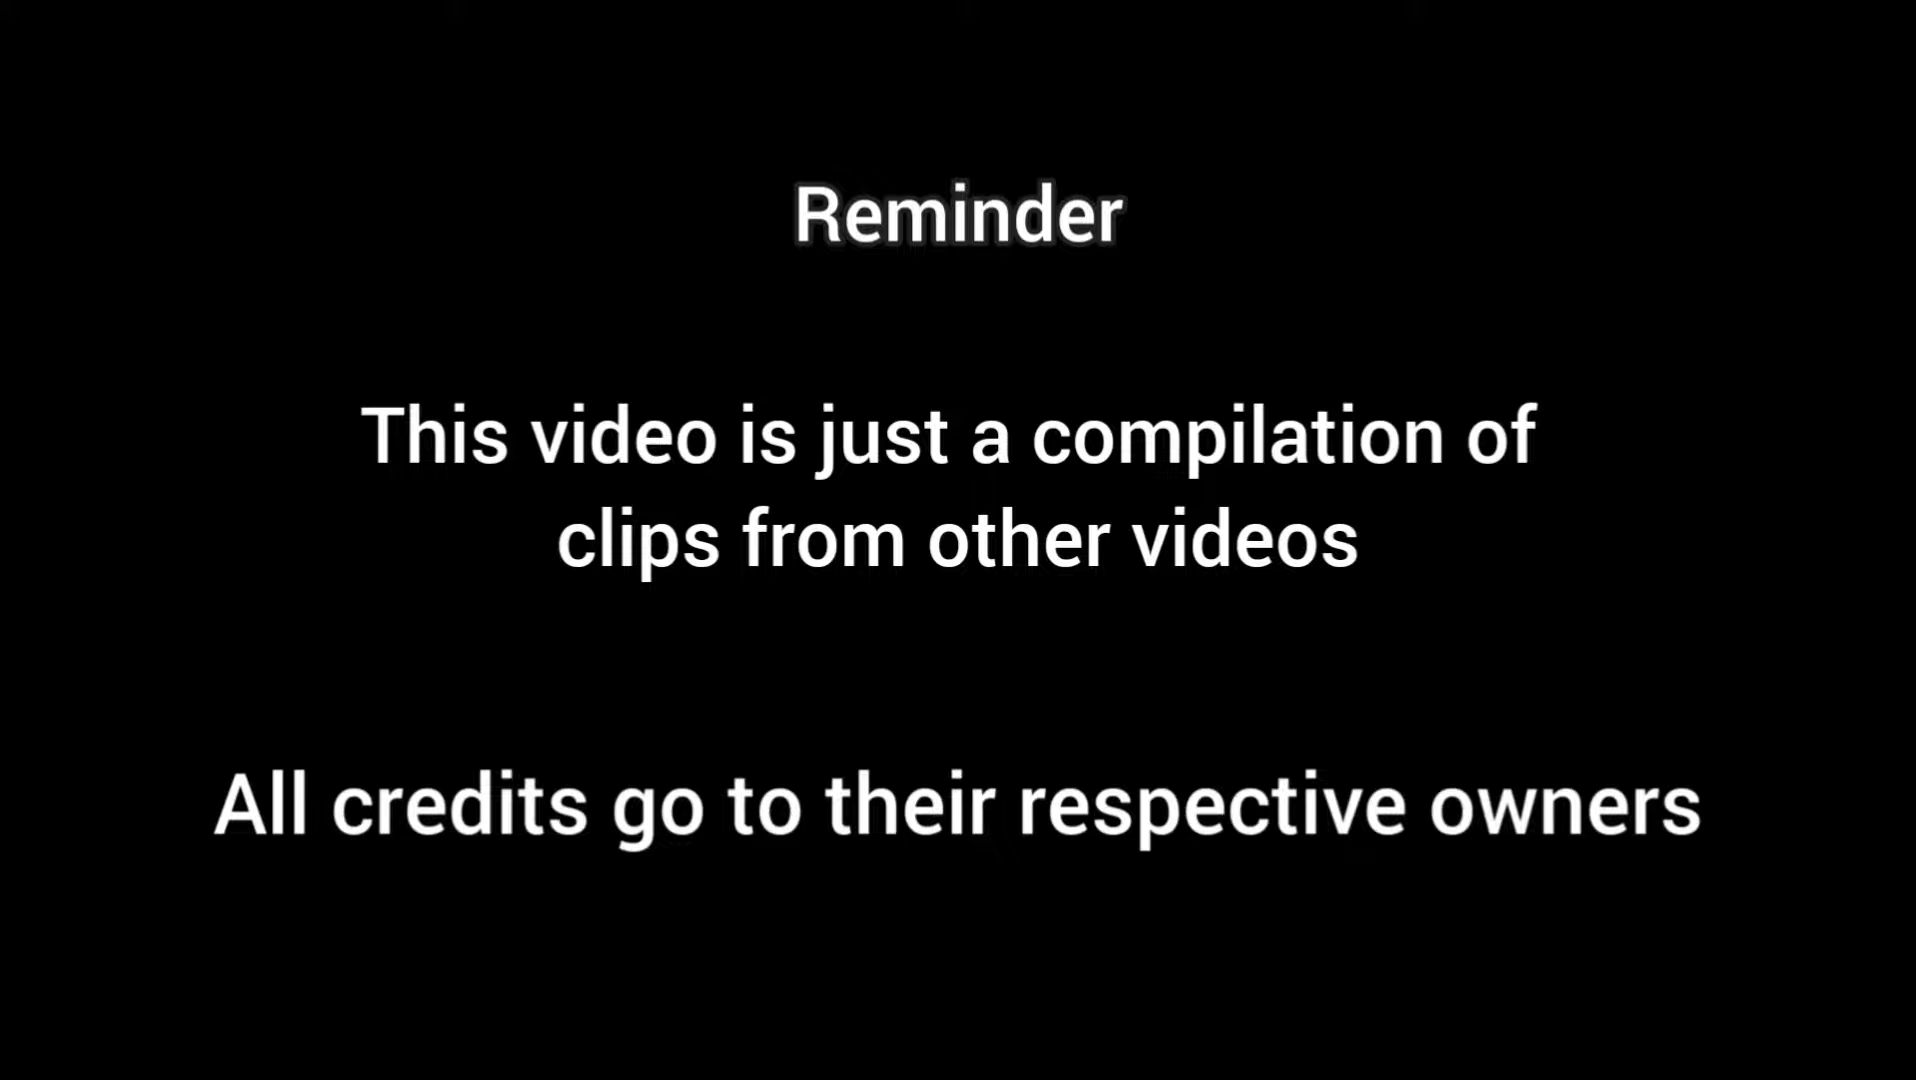 Reminder
This video is just a compilation of
clips from other videos
All credits go to their respective owners